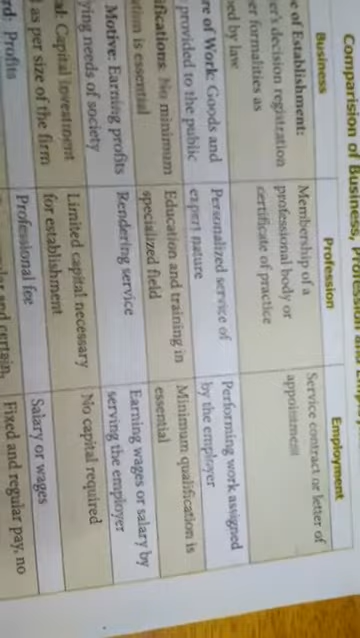 Comparision of Business, Profession and
Business Profession Employment
e of Establishment: Membership of a Service contract or letter of
er's decision registration professional body or appointment
er formalities as certificate of practice
ed by law
re of Work: Goods and Personalized service of Performing work assigned
provided to the public expert nature by the employer
ifications: No minimum Education and training in Minimum qualification is
ation is essential specialized field essential
Motive: Earning profits Rendering service Earning wages or salary by
ying needs of society serving the employer
al: Capital investment Limited capital necessary No capital required
as per size of the firm for establishment
rd: Profits Professional fee Salary or wages
and certain, Fixed and regular pay, no